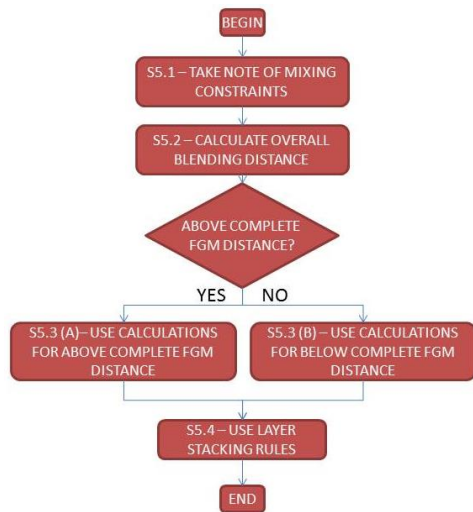 BEGIN
S5.1 – TAKE NOTE OF MIXING
CONSTRAINTS
S5.2 – CALCULATE OVERALL
BLENDING DISTANCE
ABOVE COMPLETE
FGM DISTANCE?
YES
NO
S5.3 (A)– USE CALCULATIONS
FOR ABOVE COMPLETE FGM
DISTANCE
S5.3 (B) – USE CALCULATIONS
FOR BELOW COMPLETE FGM
DISTANCE
S5.4 – USE LAYER
STACKING RULES
END